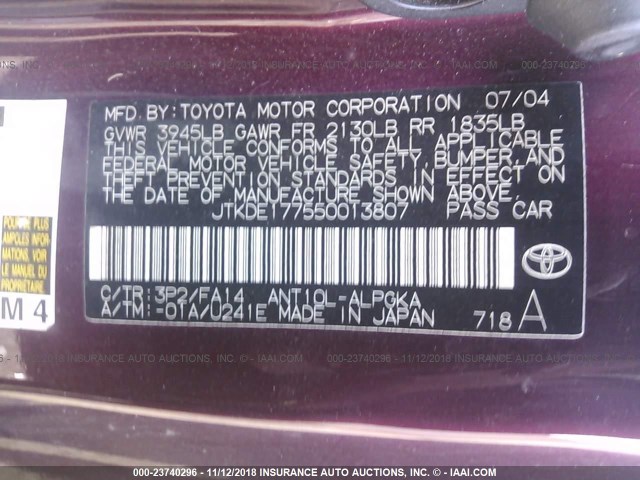 MFD.BY:TOYOTA MOTOR CORPORATION 07/04
GVWR 3945LB GAWR FR 2130LB RR 1835LB
THIS VEHICLE CONFORMS TO ALL APPLICABLE
FEDERAL MOTOR VEHICLE SAFETY, BUMPER, AND
THEFT PREVENTION STANDARDS IN EFFECT ON
THE DATE OF MANUFACTURE SHOWN ABOVE.
JTKDE177550013807 PASS CAR
C/TR: 3P2/FA14 ANT10L-ALPGKA
A/TM: -01A/U241E MADE IN JAPAN 718 A
M 4
000-23740296 - 11/12/2018 INSURANCE AUTO AUCTIONS © - IAAI.COM